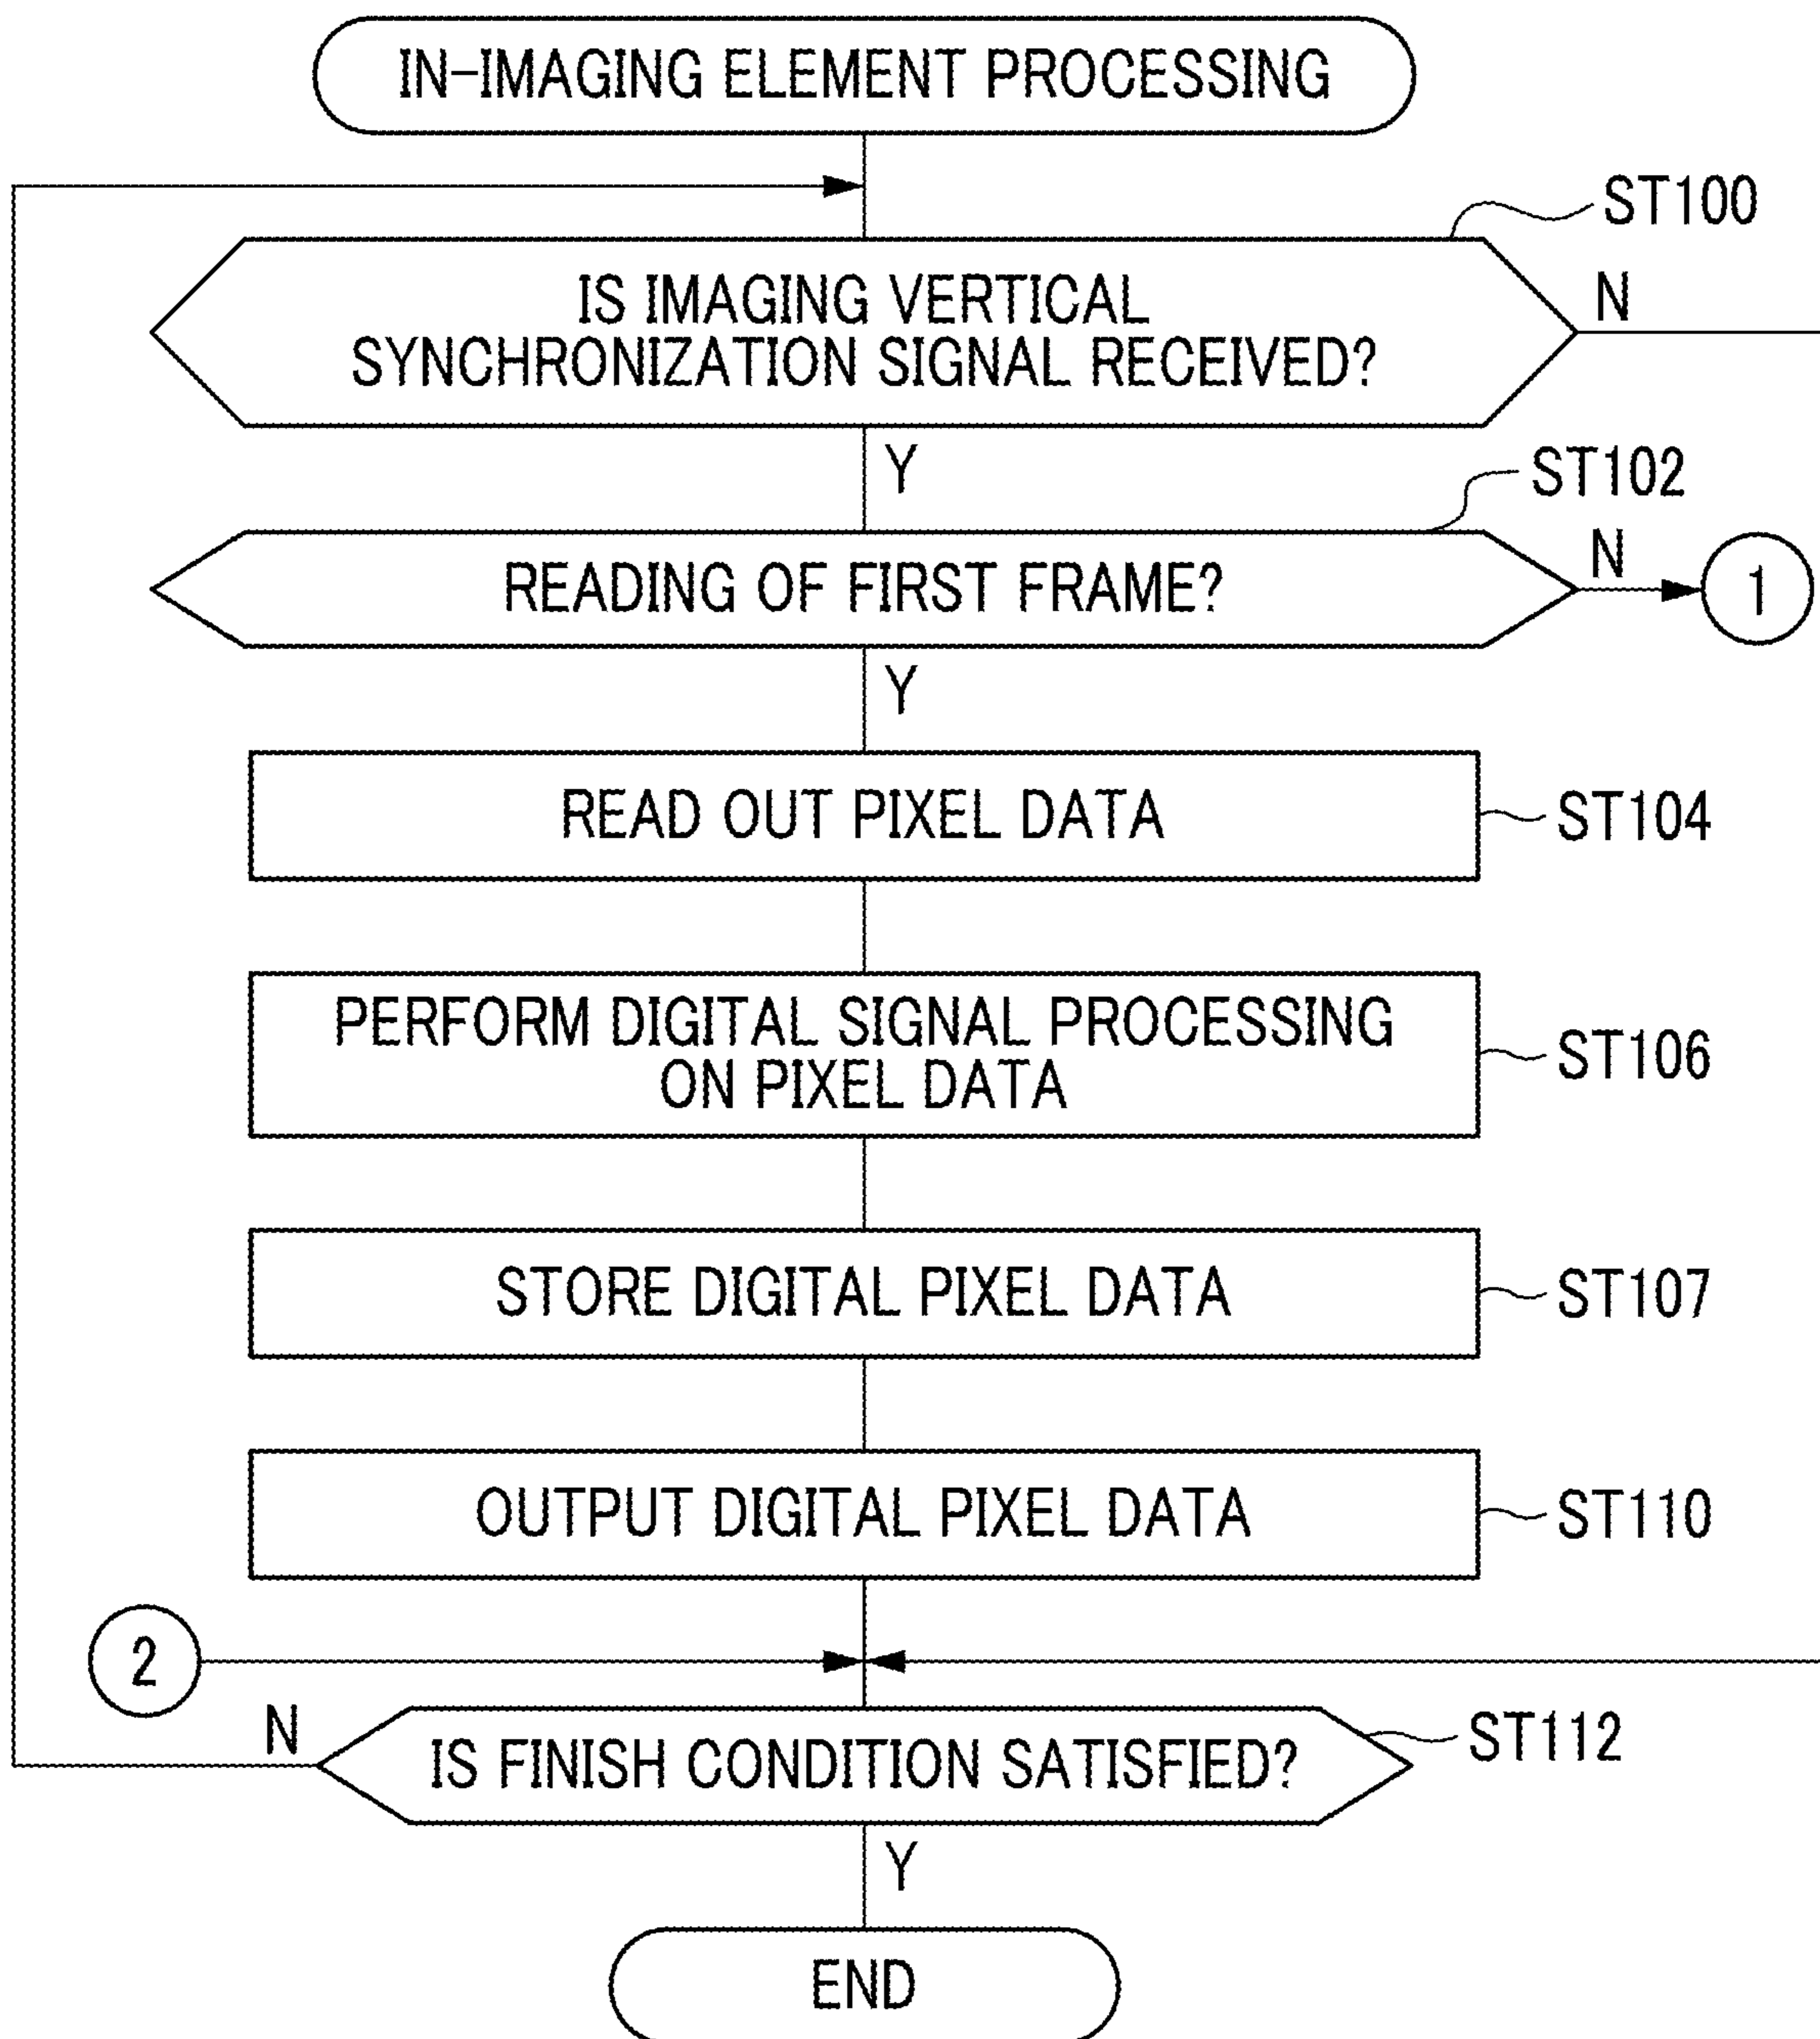 IN-IMAGING ELEMENT PROCESSING
ST100
IS IMAGING VERTICAL
SYNCHRONIZATION SIGNAL RECEIVED?
N
Y
ST102
READING OF FIRST FRAME?
N
1
Y
READ OUT PIXEL DATA
ST104
PERFORM DIGITAL SIGNAL PROCESSING
ON PIXEL DATA
ST106
STORE DIGITAL PIXEL DATA
ST107
OUTPUT DIGITAL PIXEL DATA
ST110
2
N
IS FINISH CONDITION SATISFIED?
ST112
Y
END